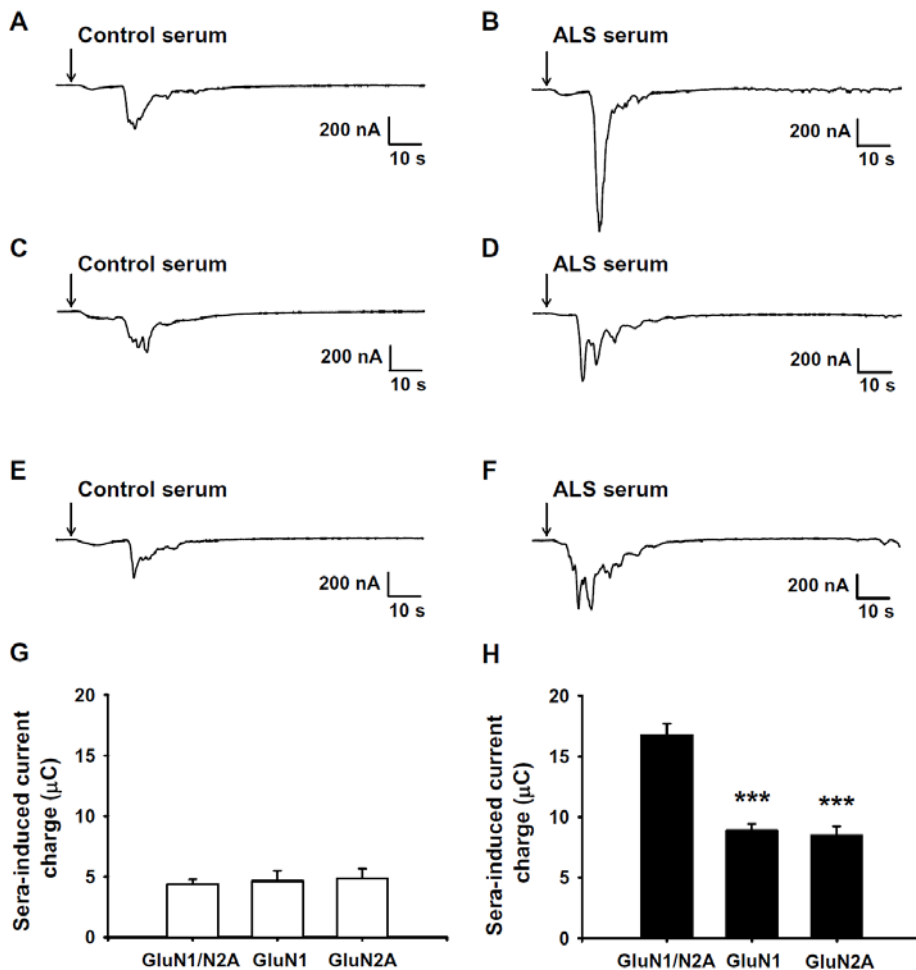 A
Control serum
200 nA
10 s
B
ALS serum
200 nA
10 s
C
Control serum
200 nA
10 s
D
ALS serum
200 nA
10 s
E
Control serum
200 nA
10 s
F
ALS serum
200 nA
10 s
G
Sera-induced current
charge (µC)
20
15
10
5
0
GluN1/N2A GluN1 GluN2A
H
Sera-induced current
charge (µC)
20
15
10
5
0
*** ***
GluN1/N2A GluN1 GluN2A